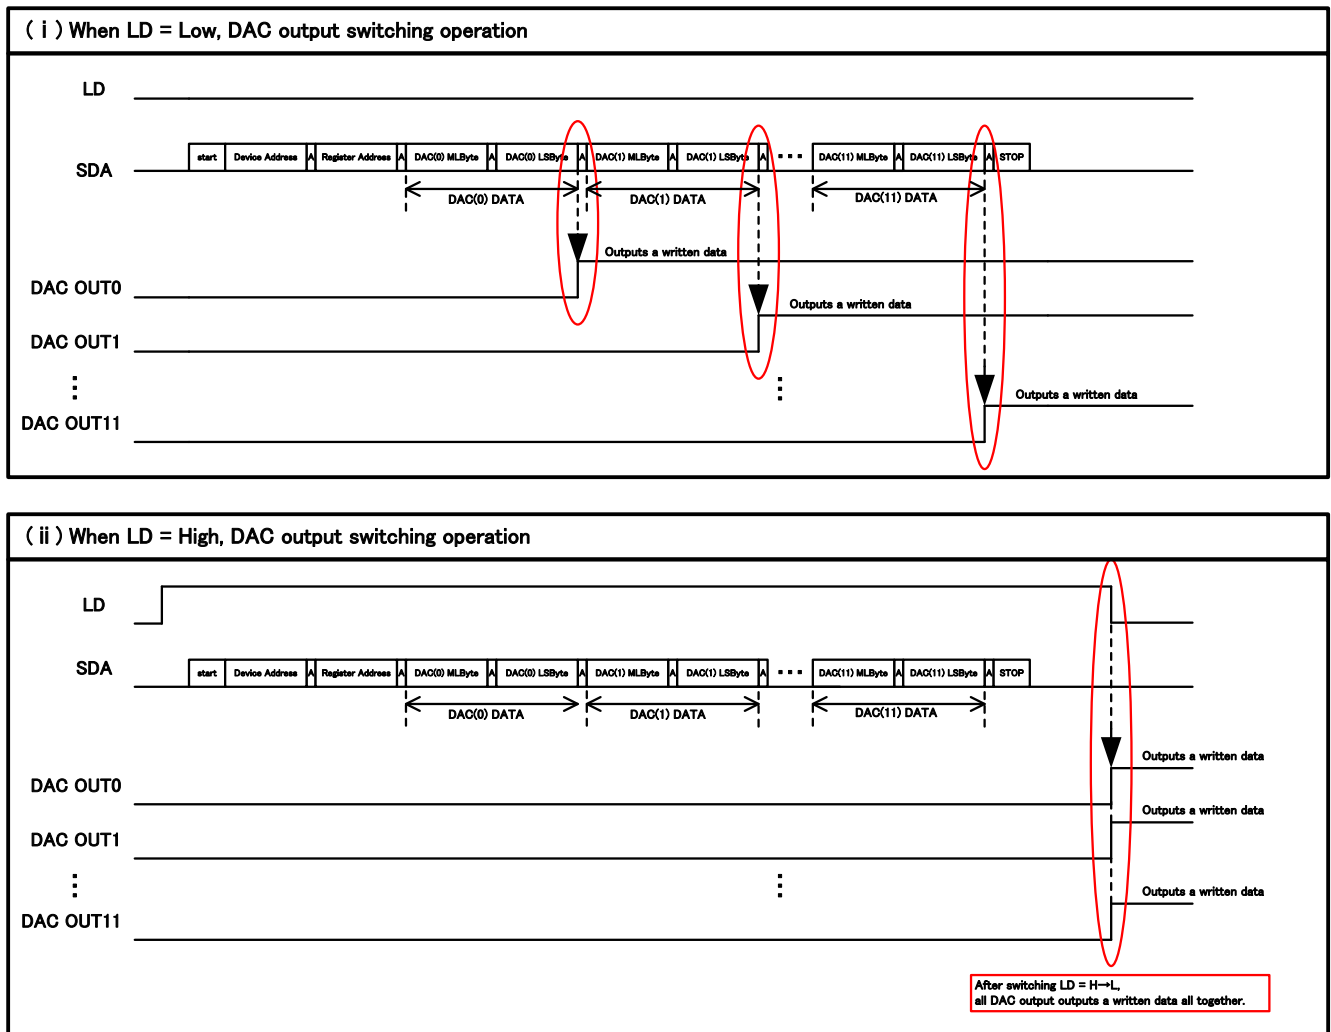 ( i ) When LD = Low, DAC output switching operation
LD
SDA
start Device Address A Register Address A DAC(0) MLByte A DAC(0) LSByte A DAC(1) MLByte A DAC(1) LSByte A ••• DAC(11) MLByte A DAC(11) LSByte A STOP
DAC(0) DATA DAC(1) DATA DAC(11) DATA
Outputs a written data
DAC OUT0
Outputs a written data
DAC OUT1
Outputs a written data
DAC OUT11
( ii ) When LD = High, DAC output switching operation
LD
SDA
start Device Address A Register Address A DAC(0) MLByte A DAC(0) LSByte A DAC(1) MLByte A DAC(1) LSByte A ••• DAC(11) MLByte A DAC(11) LSByte A STOP
DAC(0) DATA DAC(1) DATA DAC(11) DATA
Outputs a written data
DAC OUT0
Outputs a written data
DAC OUT1
Outputs a written data
DAC OUT11
After switching LD = H→L,
all DAC output outputs a written data all together.